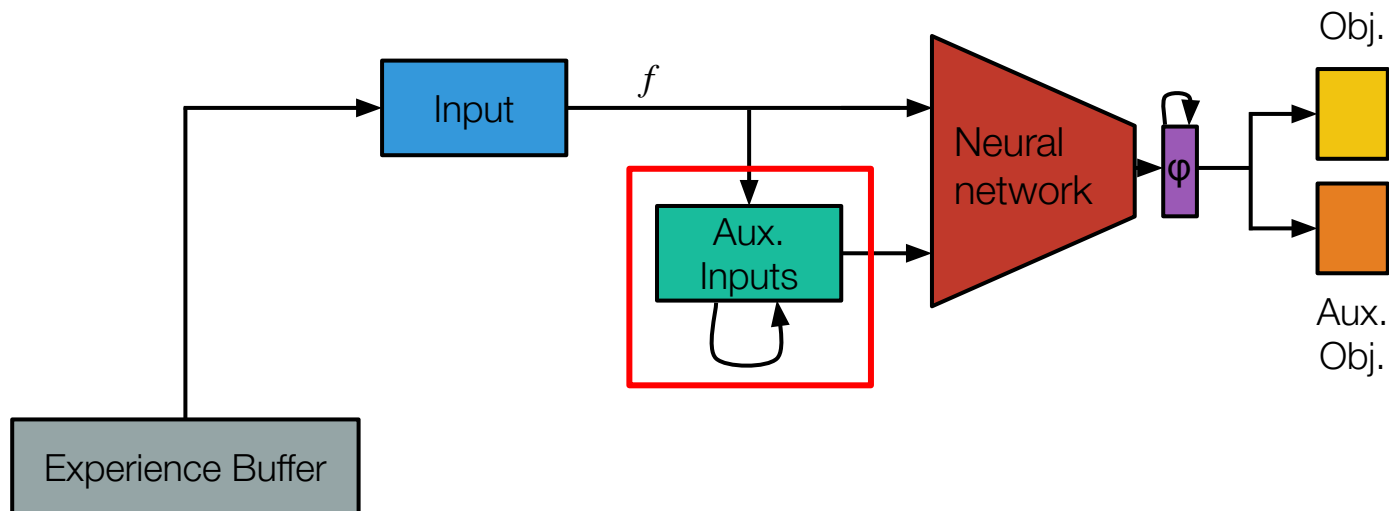 Obj.
Input
f
Neural
network
φ
Aux.
Inputs
Aux.
Obj.
Experience Buffer